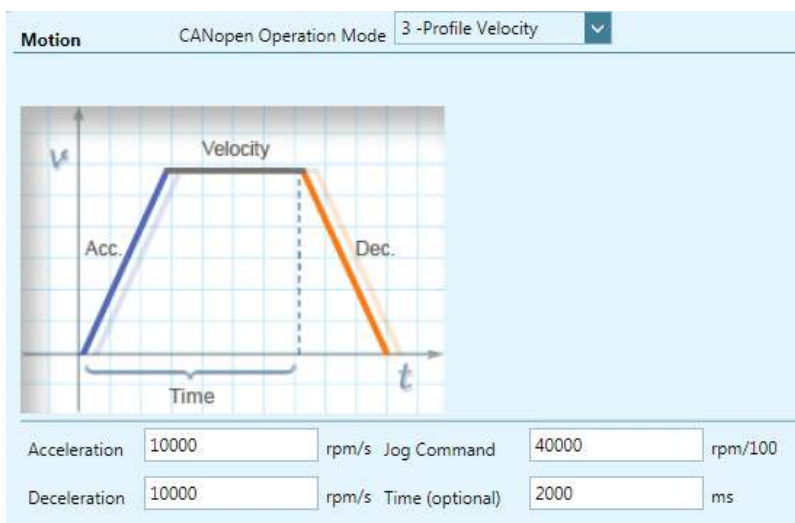 Motion CANopen Operation Mode 3 -Profile Velocity
v
Velocity
Acc. Dec.
Time
t
Acceleration 10000 rpm/s Jog Command 40000 rpm/100
Deceleration 10000 rpm/s Time (optional) 2000 ms